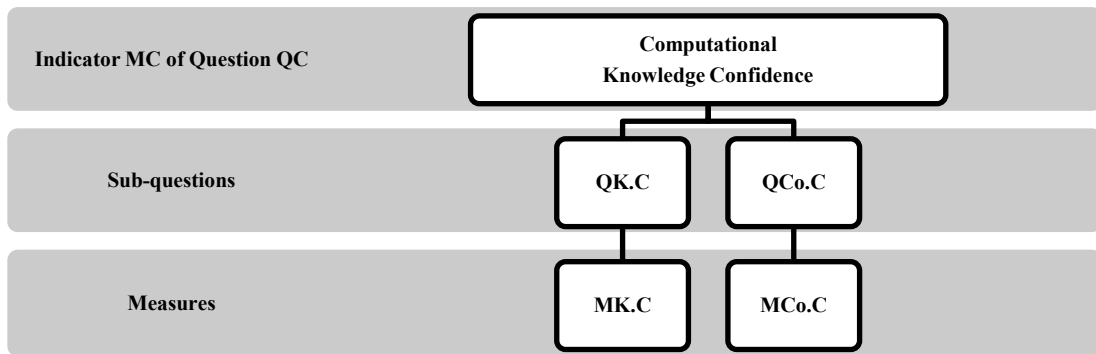 Indicator MC of Question QC
Computational
Knowledge Confidence
Sub-questions
QK.C
QCo.C
Measures
MK.C
MCo.C